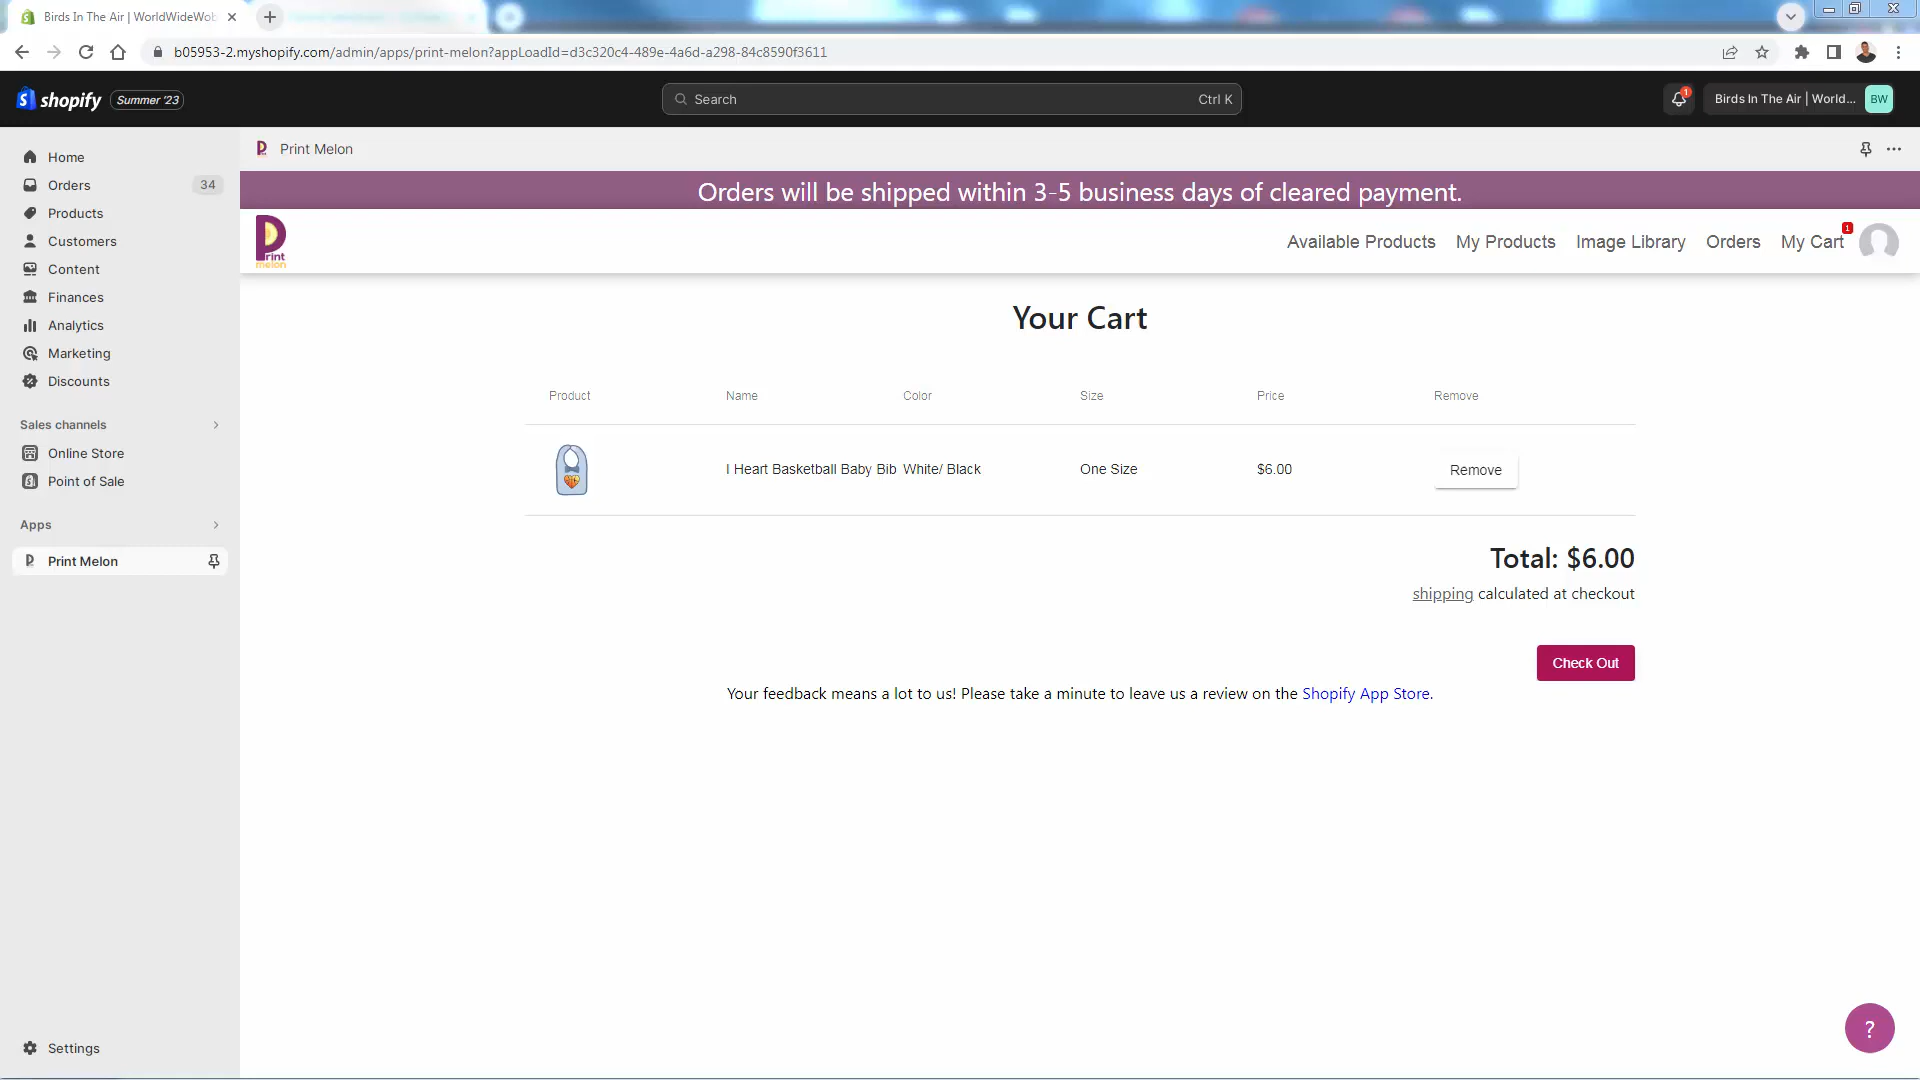 Birds In The Air | WorldWideWob
b05953-2.myshopify.com/admin/apps/print-melon?appLoadId=d3c320c4-489e-4a6d-a298-84c8590f3611
shopify Summer '23
Search Ctrl K
1
Birds In The Air | World... BW
Home
Orders 34
Products
Customers
Content
Finances
Analytics
Marketing
Discounts
Sales channels
Online Store
Point of Sale
Apps
Print Melon
Settings
Print Melon
Orders will be shipped within 3-5 business days of cleared payment.
Print
melon
Available Products My Products Image Library Orders My Cart 1
Your Cart
Product Name Color Size Price Remove
I Heart Basketball Baby Bib White/ Black One Size $6.00 Remove
Total: $6.00
shipping calculated at checkout
Check Out
Your feedback means a lot to us! Please take a minute to leave us a review on the Shopify App Store.
?